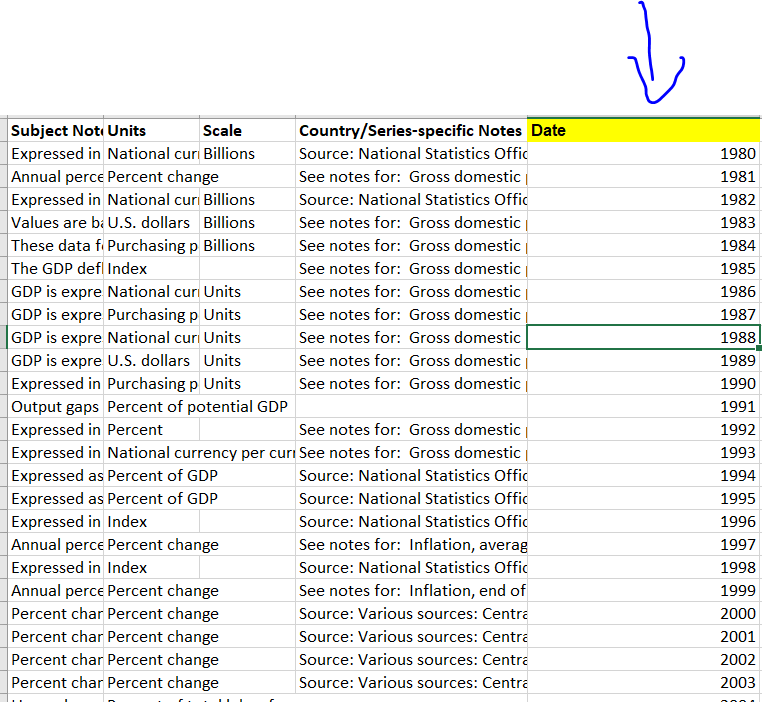 Subject Note Units Scale Country/Series-specific Notes Date
Expressed in National curr Billions Source: National Statistics Offic 1980
Annual perce Percent change See notes for: Gross domestic p 1981
Expressed in National curr Billions Source: National Statistics Offic 1982
Values are ba U.S. dollars Billions See notes for: Gross domestic p 1983
These data f Purchasing p Billions See notes for: Gross domestic p 1984
The GDP defl Index See notes for: Gross domestic p 1985
GDP is expre National curr Units See notes for: Gross domestic p 1986
GDP is expre Purchasing p Units See notes for: Gross domestic p 1987
GDP is expre National curr Units See notes for: Gross domestic 1988
GDP is expre U.S. dollars Units See notes for: Gross domestic p 1989
Expressed in Purchasing p Units See notes for: Gross domestic p 1990
Output gaps Percent of potential GDP 1991
Expressed in Percent See notes for: Gross domestic p 1992
Expressed in National currency per curr See notes for: Gross domestic p 1993
Expressed as Percent of GDP Source: National Statistics Offic 1994
Expressed as Percent of GDP Source: National Statistics Offic 1995
Expressed in Index Source: National Statistics Offic 1996
Annual perce Percent change See notes for: Inflation, averag 1997
Expressed in Index Source: National Statistics Offic 1998
Annual perce Percent change See notes for: Inflation, end of 1999
Percent char Percent change Source: Various sources: Centra 2000
Percent char Percent change Source: Various sources: Centra 2001
Percent char Percent change Source: Various sources: Centra 2002
Percent char Percent change Source: Various sources: Centra 2003